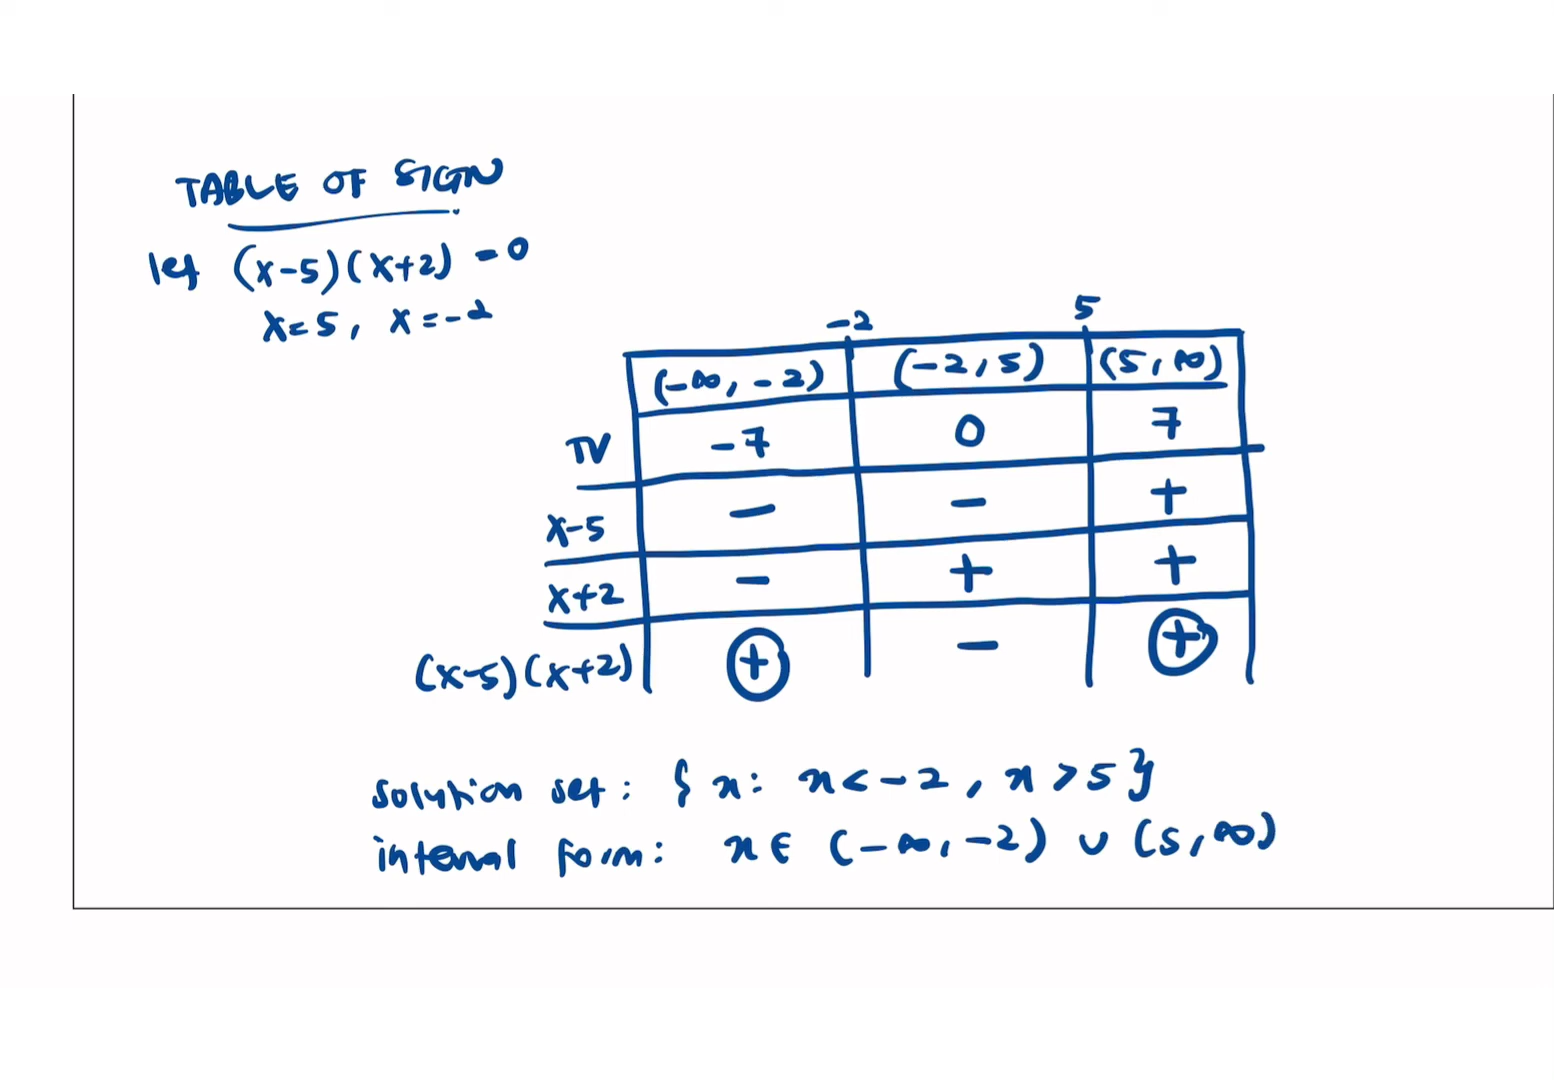 TABLE OF SIGN
let (x-5)(x+2) = 0
x = 5, x = -2
-2 5
(-∞, -2) (-2, 5) (5, ∞)
TV -7 0 7
x-5 - - +
x+2 - + +
(x-5)(x+2) + - +
solution set: { x: x < -2, x > 5 }
interval form: x ∈ (-∞, -2) ∪ (5, ∞)